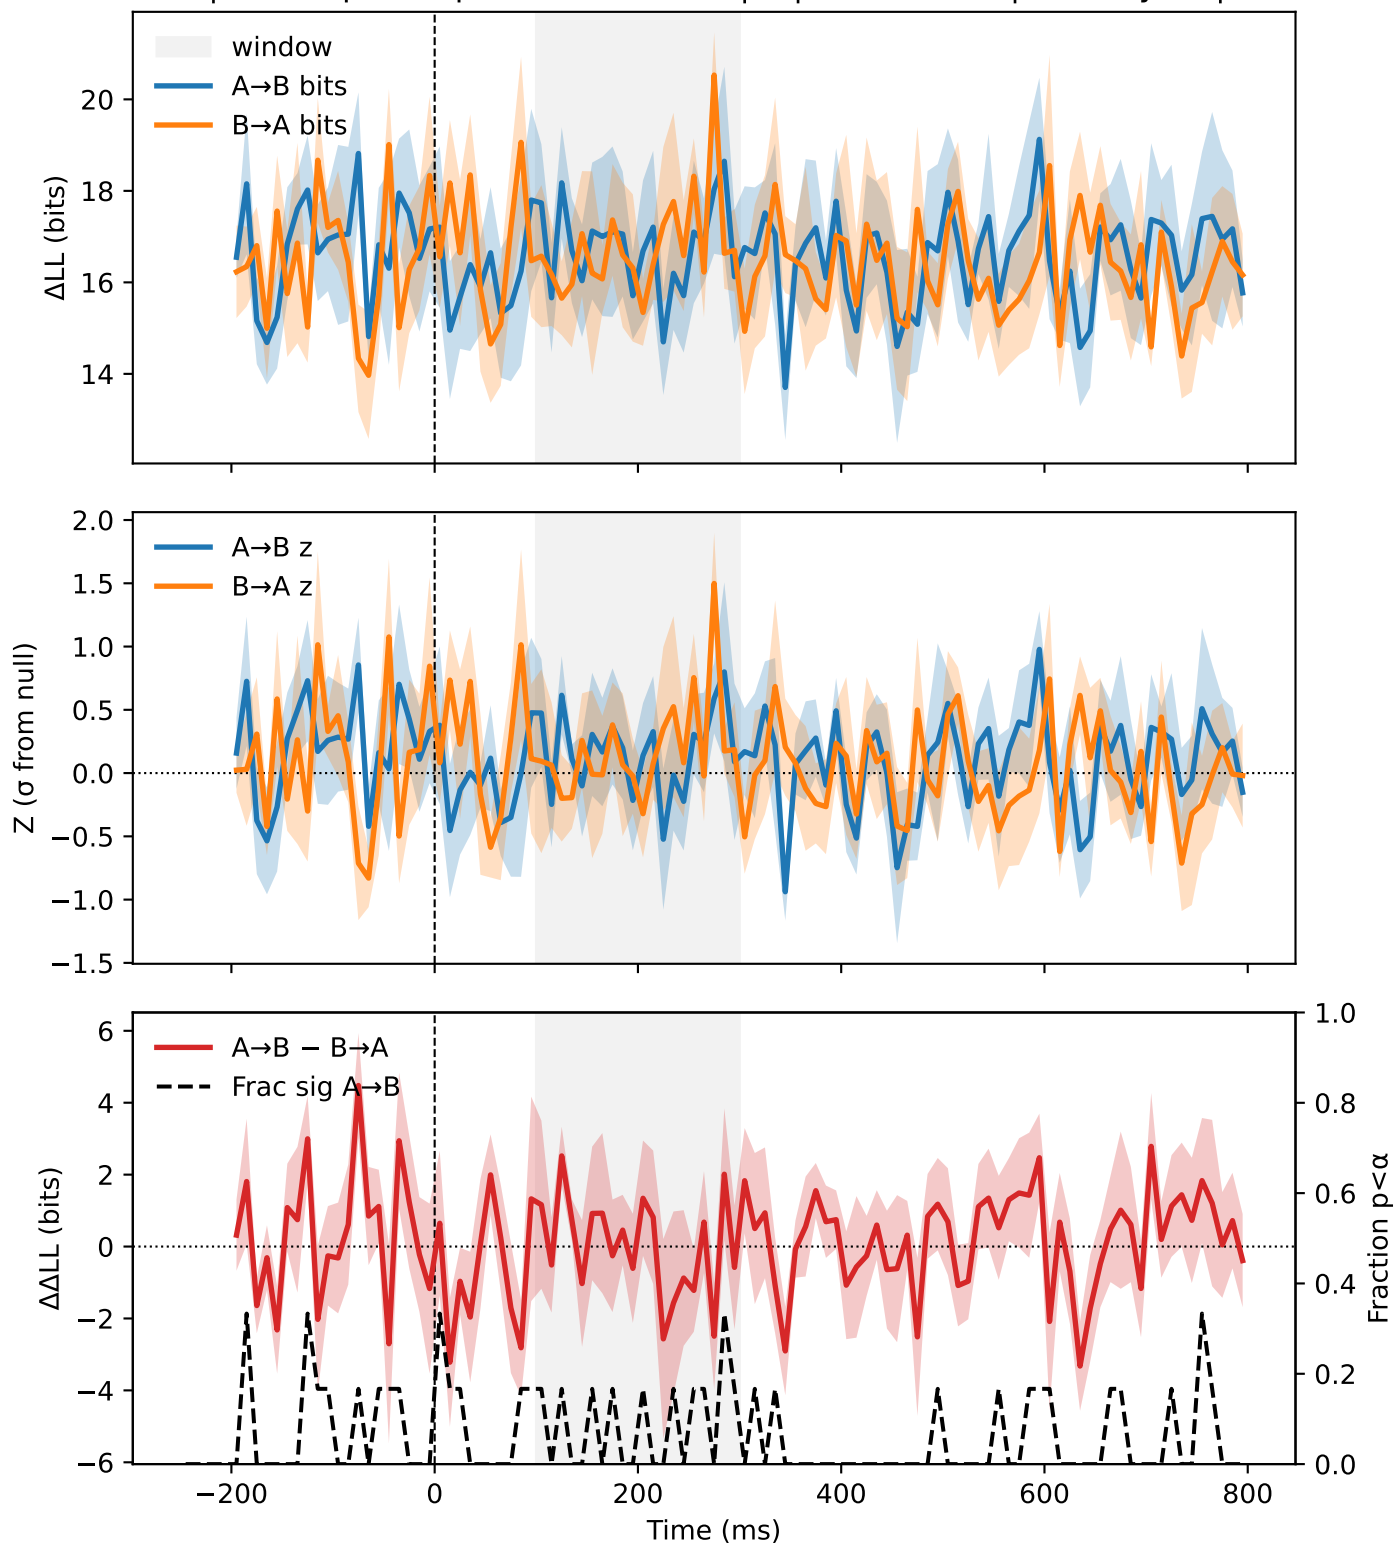 window
A→B bits
B→A bits
ΔLL (bits)
20
18
16
14
A→B z
B→A z
Z (σ from null)
2.0
1.5
1.0
0.5
0.0
−0.5
−1.0
−1.5
A→B − B→A
Frac sig A→B
ΔΔLL (bits)
6
4
2
0
−2
−4
−6
1.0
0.8
0.6
0.4
0.2
0.0
Fraction p<α
−200
0
200
400
600
800
Time (ms)